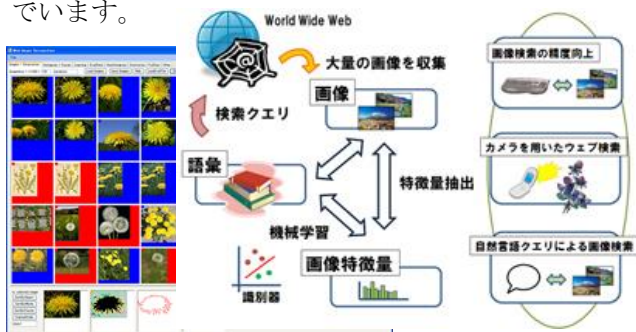 でいます。
World Wide Web
大量の画像を収集
画像
検索クエリ
語彙
特徴量抽出
機械学習
画像特徴量
識別器
画像検索の精度向上
カメラを用いたウェブ検索
自然言語クエリによる画像検索